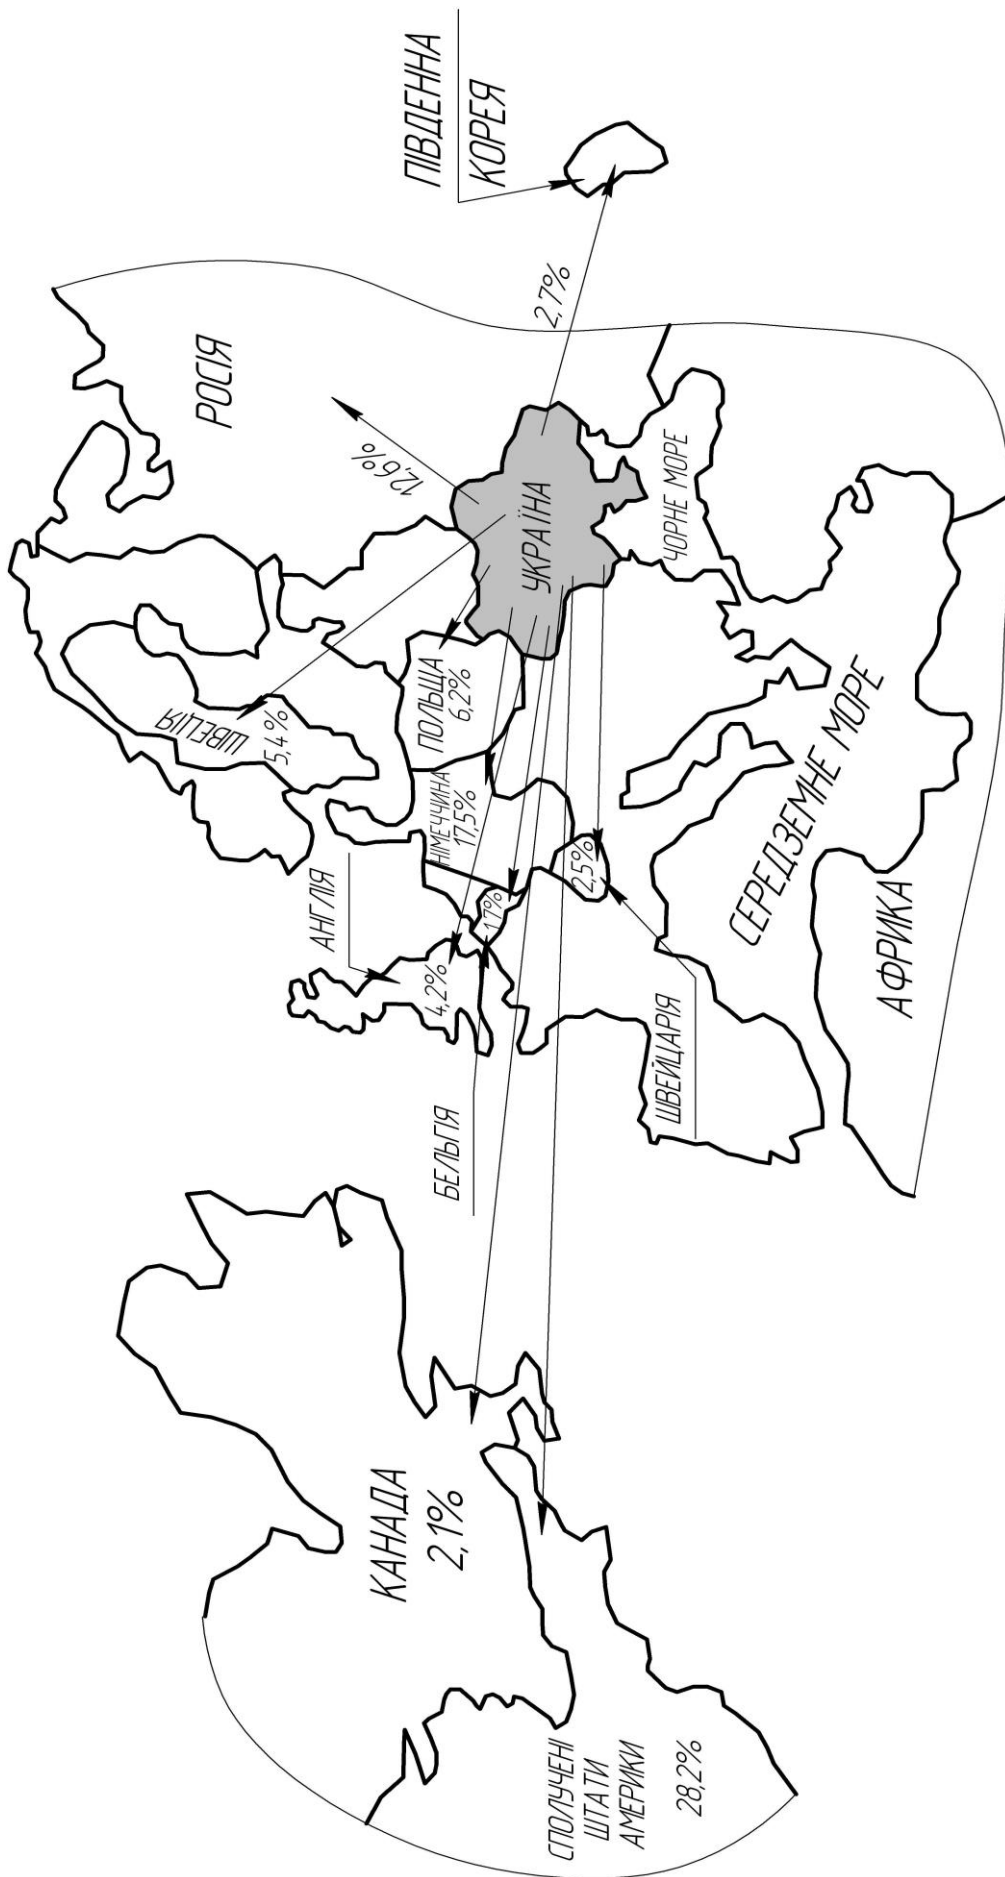 КАНАДА
2,1%
СПОЛУЧЕНІ
ШТАТИ
АМЕРИКИ
28,2%
АНГЛІЯ
4,2%
БЕЛЬГІЯ
1,7%
ШВЕЙЦАРІЯ
2,5%
НІМЕЧЧИНА
17,5%
ПОЛЬЩА
6,2%
ШВЕЦІЯ
5,4%
РОСІЯ
12,6%
УКРАЇНА
ЧОРНЕ МОРЕ
СЕРЕДЗЕМНЕ МОРЕ
АФРИКА
2,7%
ПІВДЕННА
КОРЕЯ